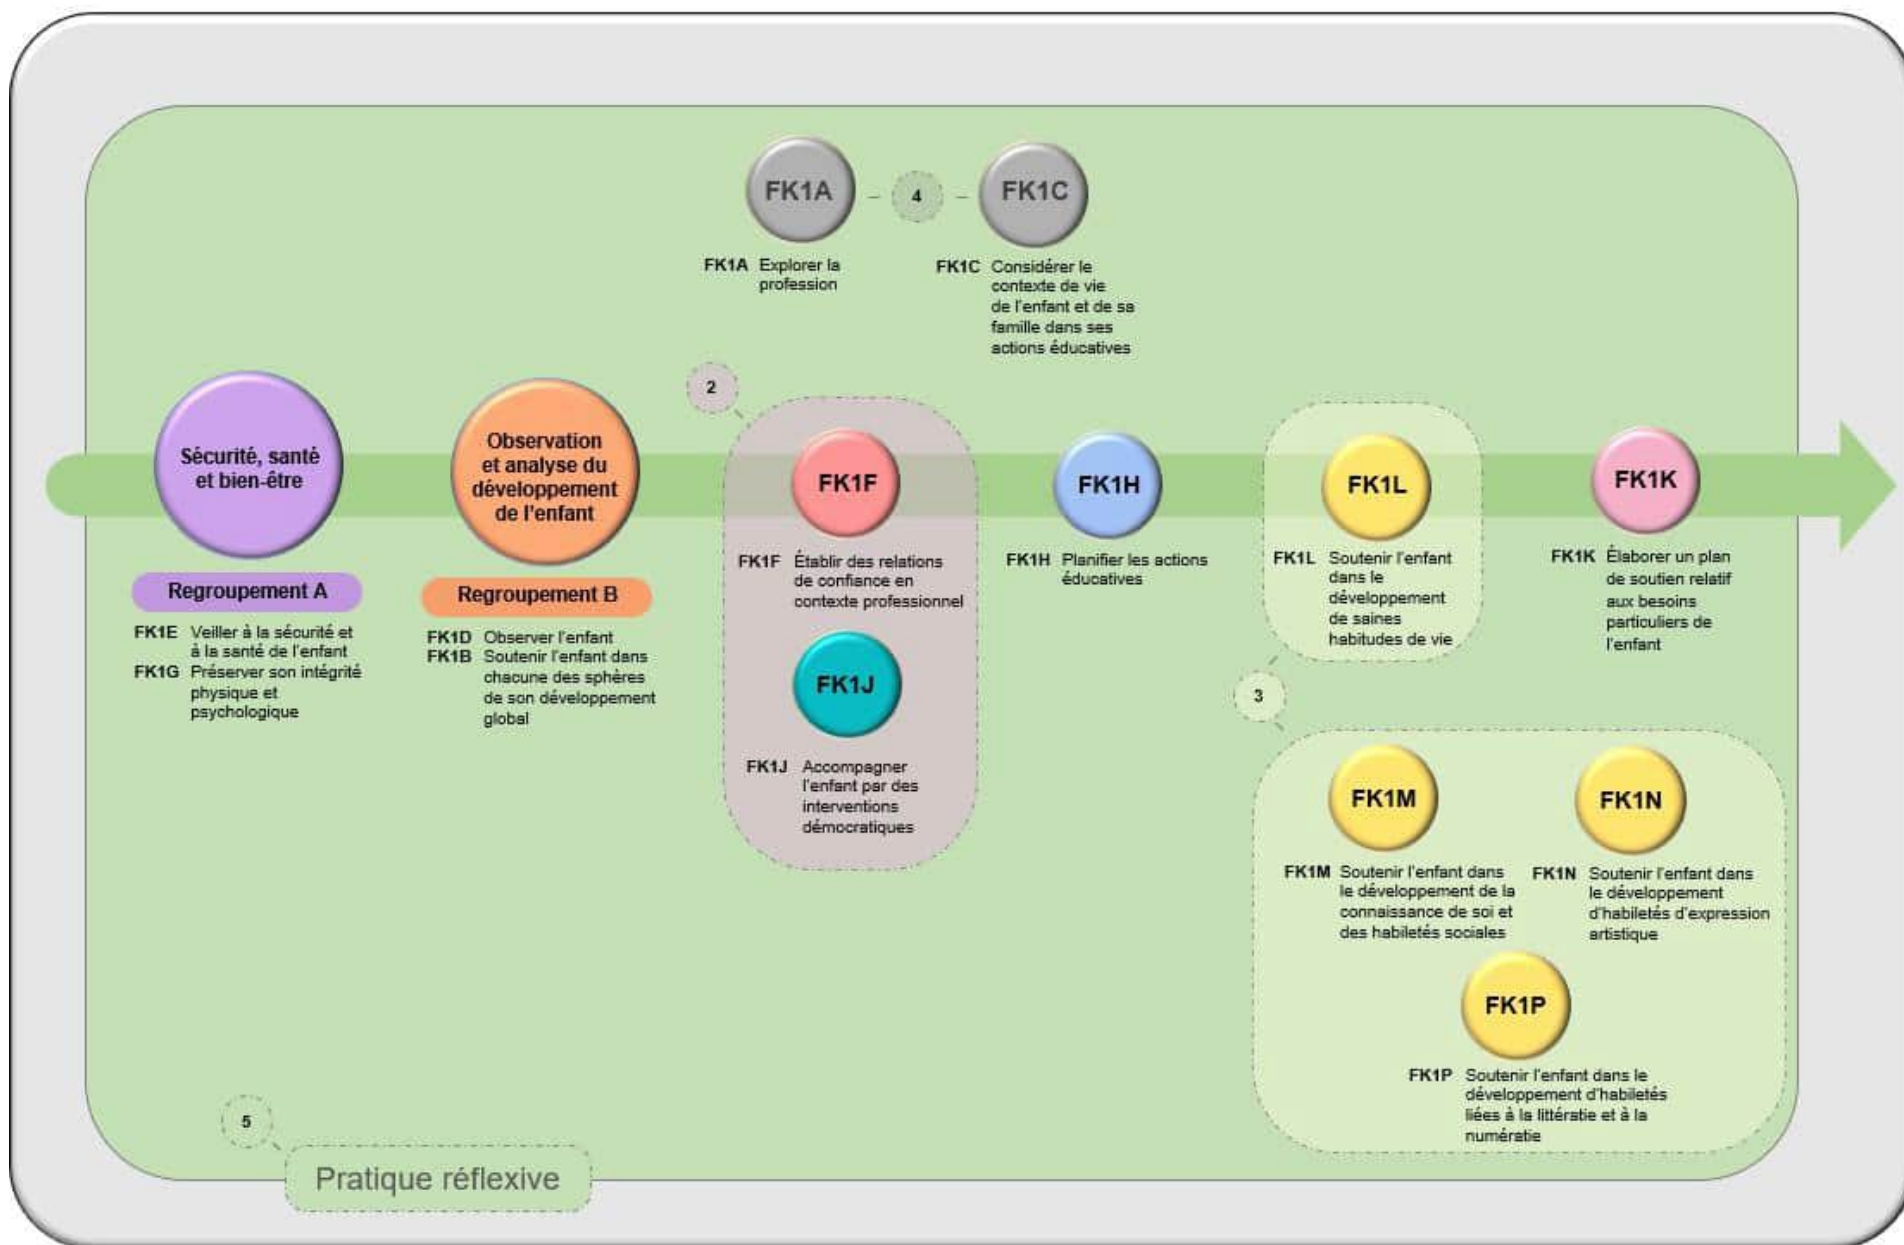 FK1A
4
FK1C
FK1A Explorer la
profession
FK1C Considérer le
contexte de vie
de l'enfant et de sa
famille dans ses
actions éducatives
Sécurité, santé
et bien-être
Regroupement A
FK1E Veiller à la sécurité et
à la santé de l'enfant
FK1G Préserver son intégrité
physique et
psychologique
Observation
et analyse du
développement
de l'enfant
Regroupement B
FK1D Observer l'enfant
FK1B Soutenir l'enfant dans
chacune des sphères
de son développement
global
2
FK1F
FK1F Établir des relations
de confiance en
contexte professionnel
FK1J
FK1J Accompagner
l'enfant par des
interventions
démocratiques
FK1H
FK1H Planifier les actions
éducatives
FK1L
FK1L Soutenir l'enfant
dans le
développement
de saines
habitudes de vie
FK1K
FK1K Élaborer un plan
de soutien relatif
aux besoins
particuliers de
l'enfant
3
FK1M
FK1M Soutenir l'enfant dans
le développement de la
connaissance de soi et
des habiletés sociales
FK1N
FK1N Soutenir l'enfant dans
le développement
d'habiletés d'expression
artistique
FK1P
FK1P Soutenir l'enfant dans le
développement d'habiletés
liées à la littératie et à la
numératie
5
Pratique réflexive